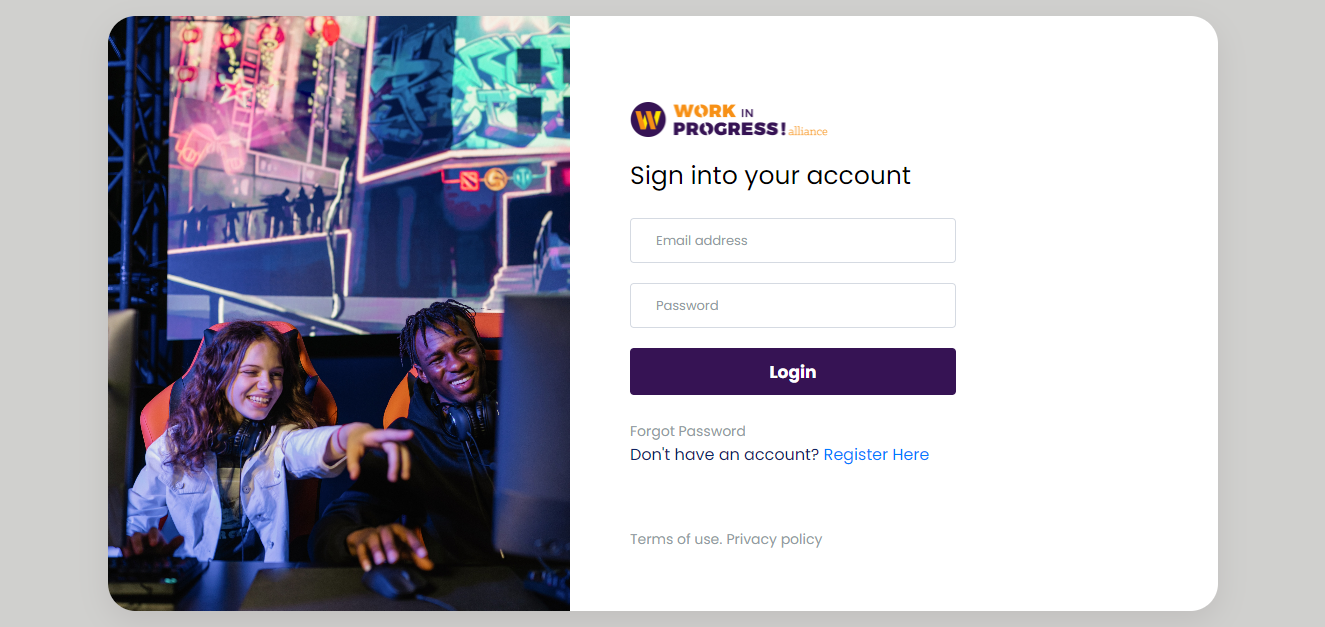 WORK IN
PROGRESS! alliance
Sign into your account
Email address
Password
Login
Forgot Password
Don't have an account? Register Here
Terms of use. Privacy policy